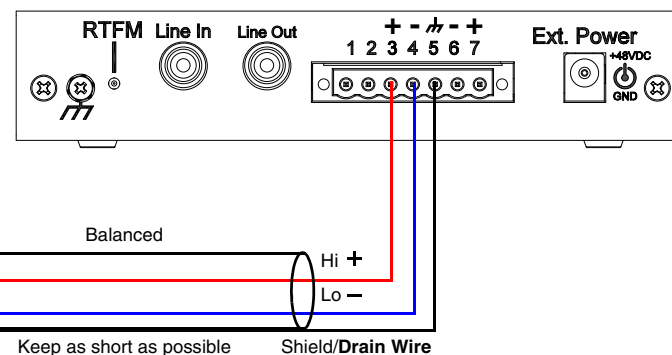 RTFM Line In Line Out
+ - - +
1 2 3 4 5 6 7
Ext. Power
+48VDC
GND
Balanced
Hi +
Lo -
Keep as short as possible
Shield/Drain Wire